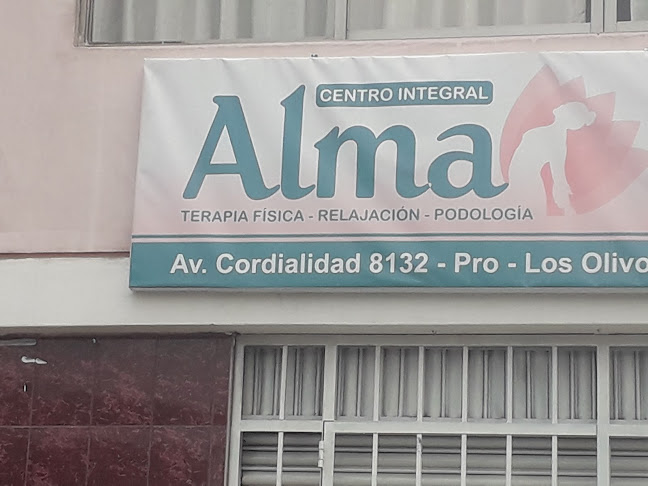 CENTRO INTEGRAL
Alma
TERAPIA FÍSICA - RELAJACIÓN - PODOLOGÍA
Av. Cordialidad 8132 - Pro - Los Olivo